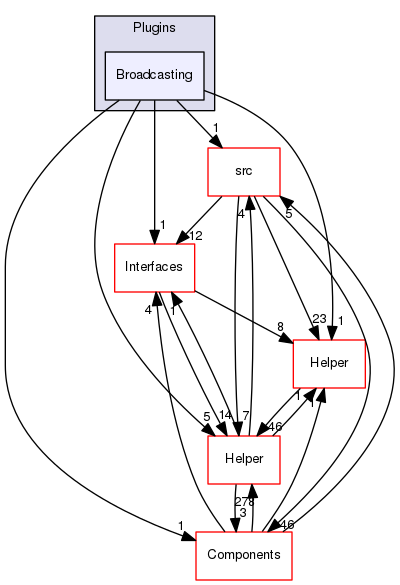 Plugins
Broadcasting
1
src
4
5
1
12
Interfaces
4
1
8
23
1
Helper
5
14
7
46
1
1
Helper
278
3
1
46
Components